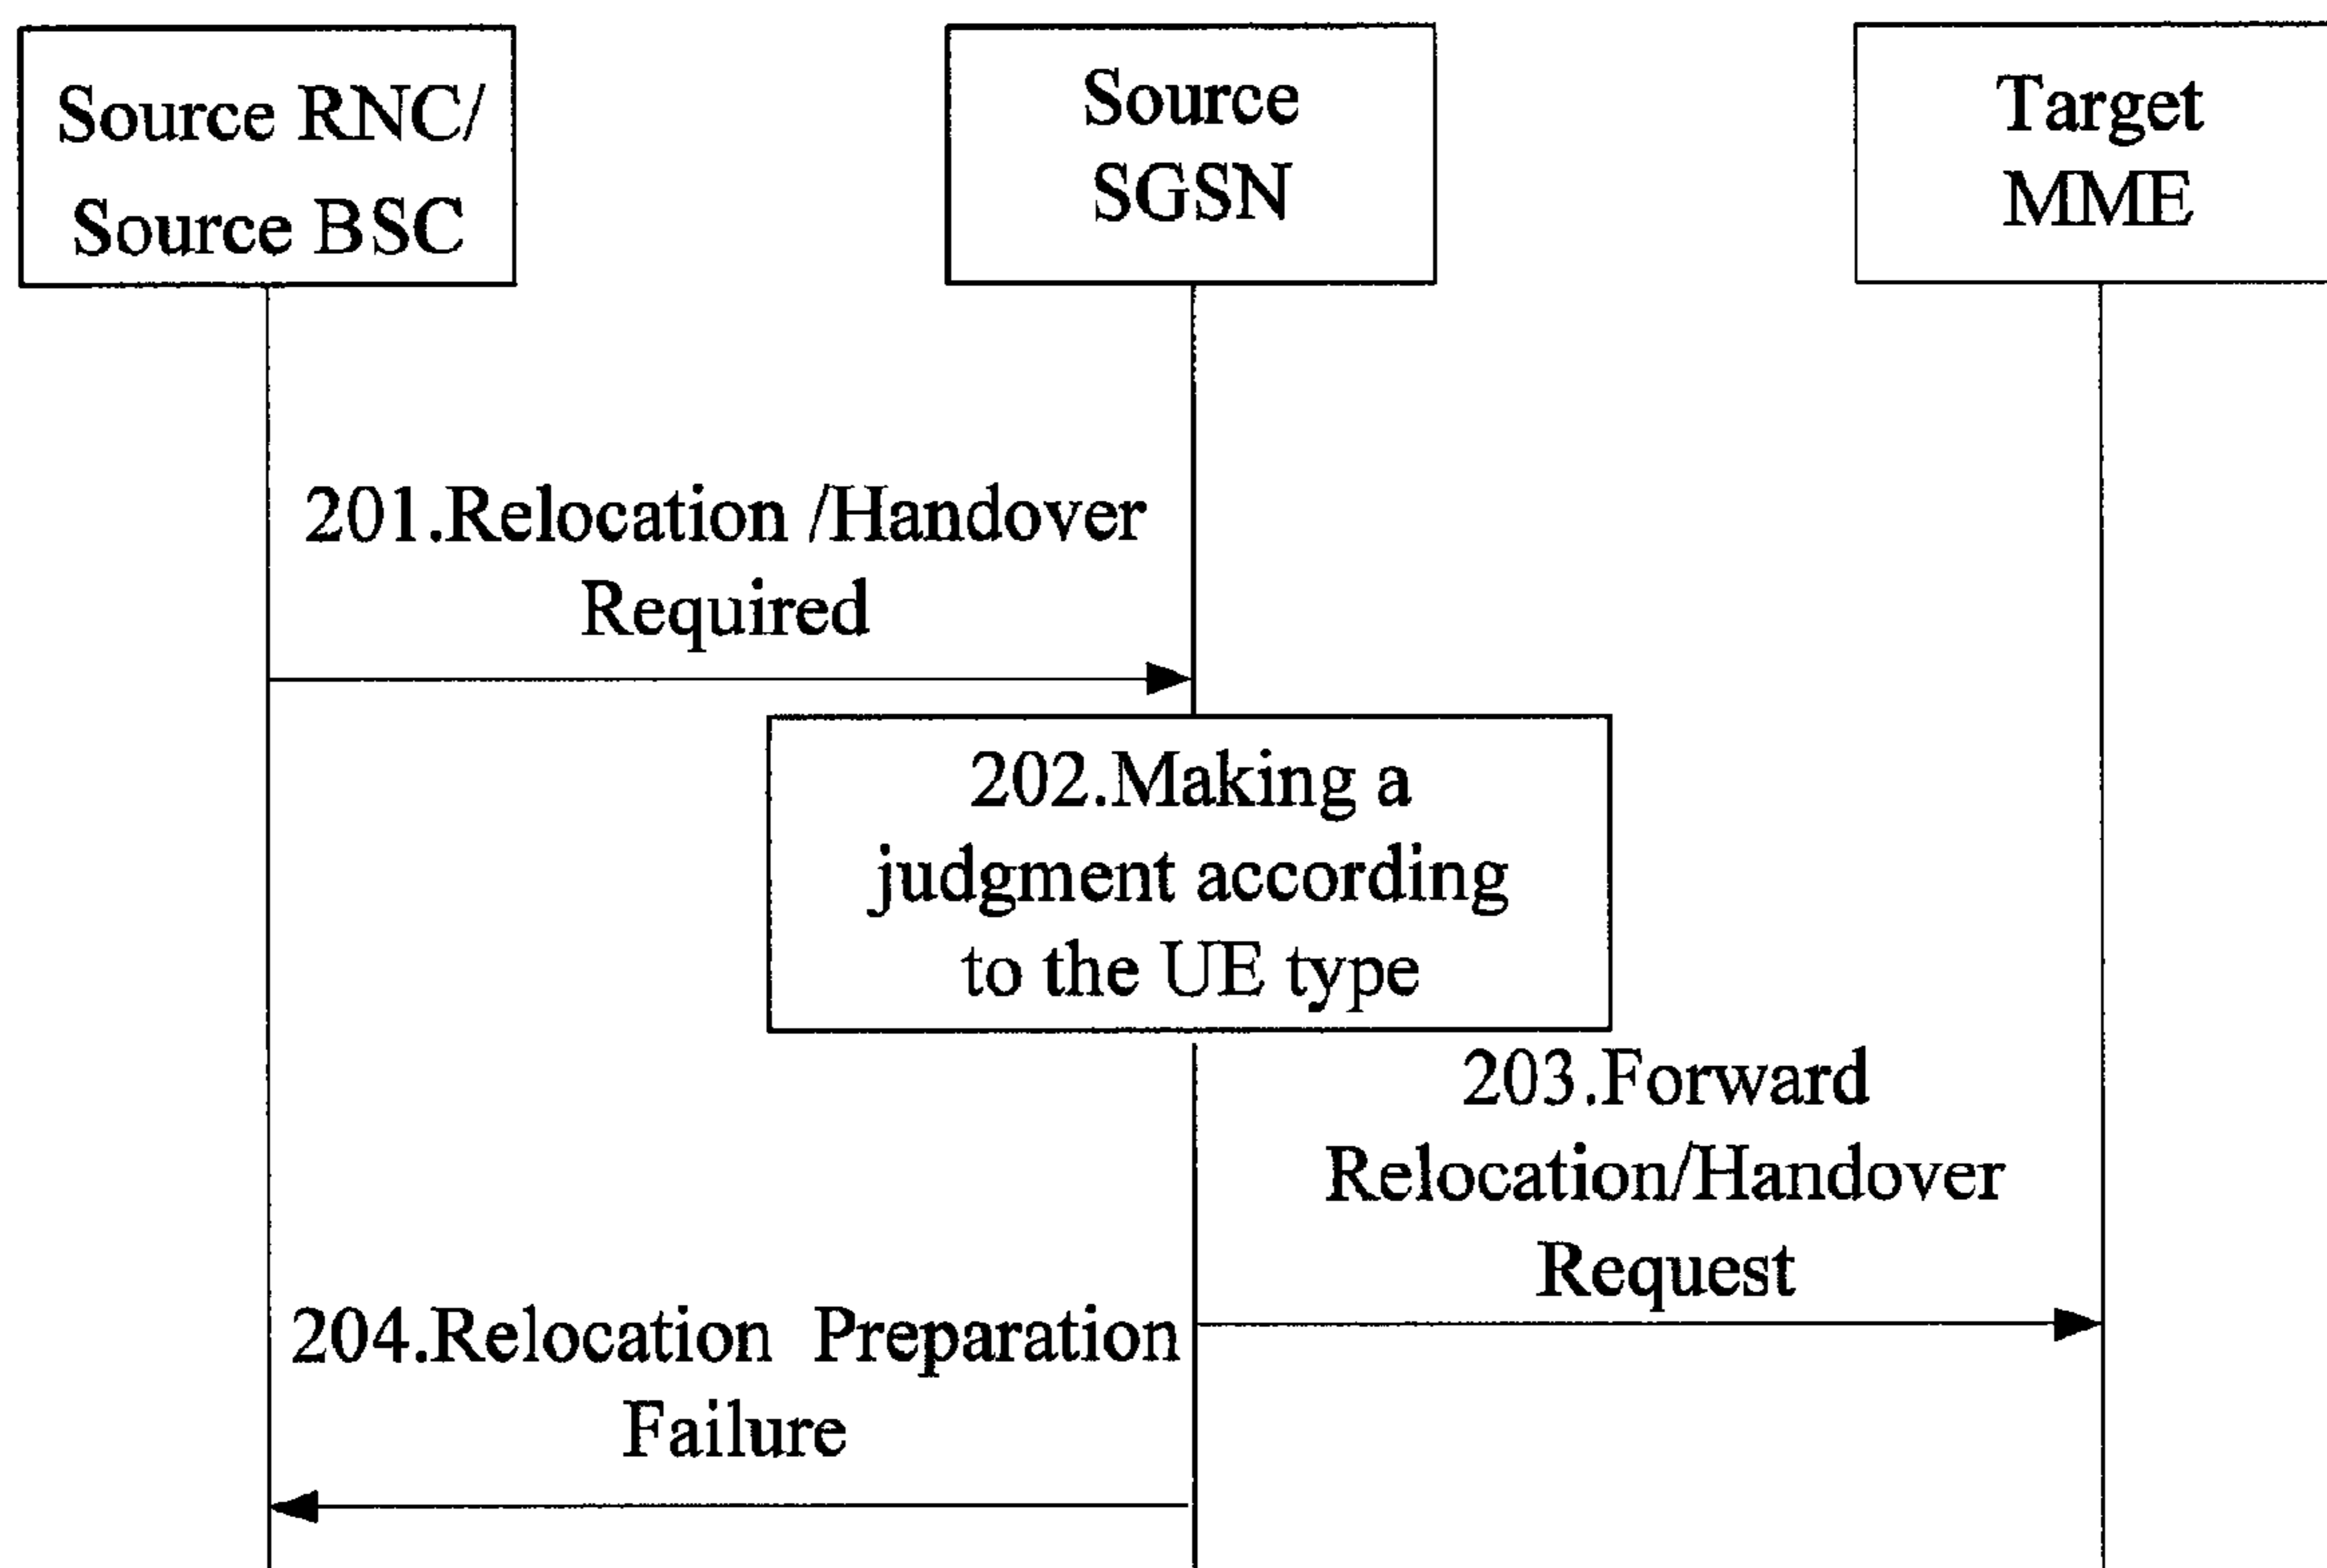 Source RNC/
Source BSC
Source
SGSN
Target
MME
201.Relocation /Handover
Required
202.Making a
judgment according
to the UE type
203.Forward
Relocation/Handover
Request
204.Relocation Preparation
Failure